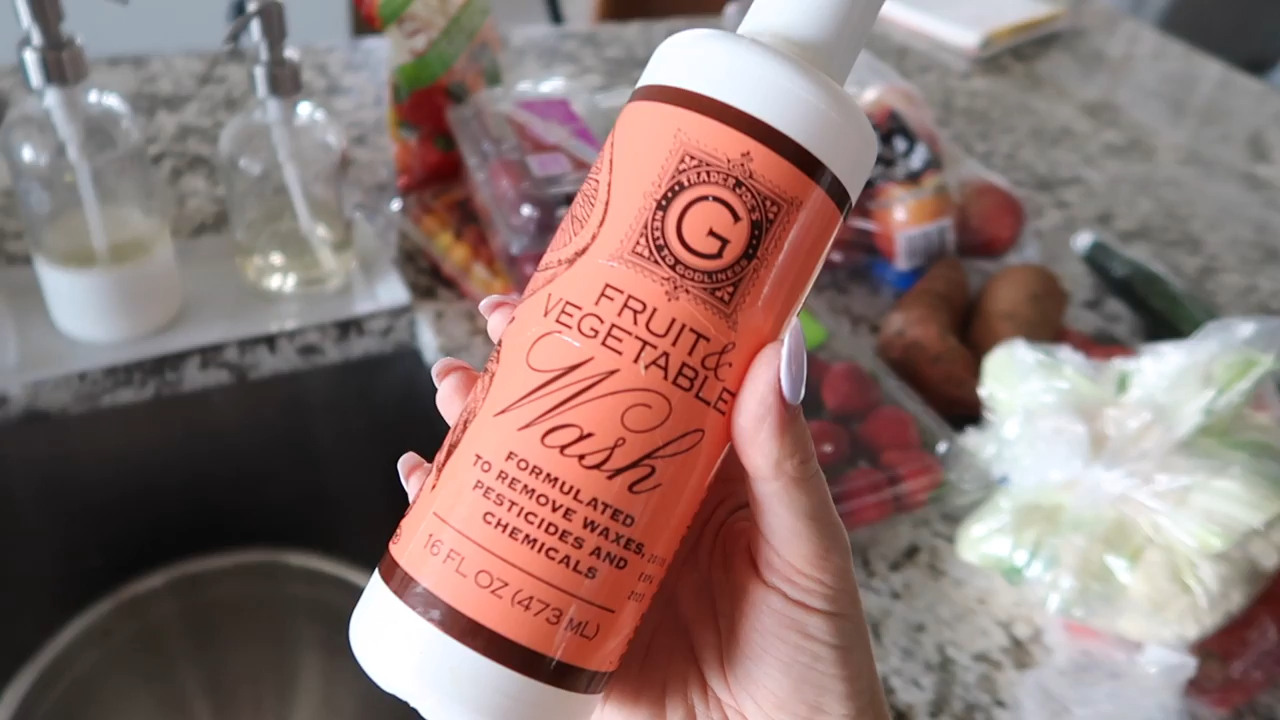 TRADER JOE'S
NEXT TO GODLINESS
G
FRUIT &
VEGETABLE
Wash
FORMULATED
TO REMOVE WAXES,
PESTICIDES AND
CHEMICALS
16 FL OZ (473 ML)